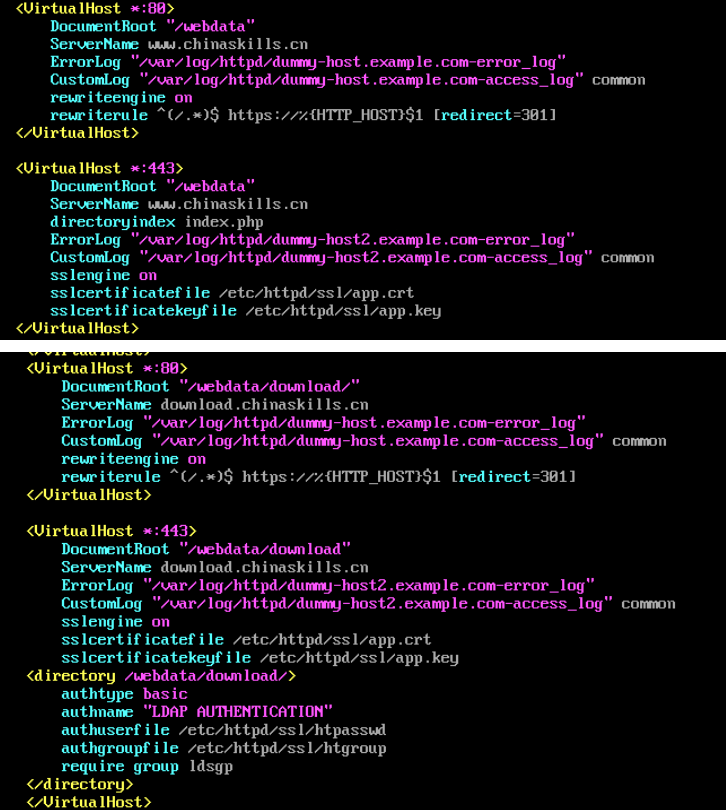 <VirtualHost *:80>
    DocumentRoot "/webdata"
    ServerName www.chinaskills.cn
    ErrorLog "/var/log/httpd/dummy-host.example.com-error_log"
    CustomLog "/var/log/httpd/dummy-host.example.com-access_log" common
    rewriteengine on
    rewriterule ^(/.*)$ https://%{HTTP_HOST}$1 [redirect=301]
</VirtualHost>

<VirtualHost *:443>
    DocumentRoot "/webdata"
    ServerName www.chinaskills.cn
    directoryindex index.php
    ErrorLog "/var/log/httpd/dummy-host2.example.com-error_log"
    CustomLog "/var/log/httpd/dummy-host2.example.com-access_log" common
    sslengine on
    sslcertificatefile /etc/httpd/ssl/app.crt
    sslcertificatekeyfile /etc/httpd/ssl/app.key
</VirtualHost>
</VirtualHost>
<VirtualHost *:80>
    DocumentRoot "/webdata/download/"
    ServerName download.chinaskills.cn
    ErrorLog "/var/log/httpd/dummy-host.example.com-error_log"
    CustomLog "/var/log/httpd/dummy-host.example.com-access_log" common
    rewriteengine on
    rewriterule ^(/.*)$ https://%{HTTP_HOST}$1 [redirect=301]
</VirtualHost>

<VirtualHost *:443>
    DocumentRoot "/webdata/download"
    ServerName download.chinaskills.cn
    ErrorLog "/var/log/httpd/dummy-host2.example.com-error_log"
    CustomLog "/var/log/httpd/dummy-host2.example.com-access_log" common
    sslengine on
    sslcertificatefile /etc/httpd/ssl/app.crt
    sslcertificatekeyfile /etc/httpd/ssl/app.key
<directory /webdata/download/>
    authtype basic
    authname "LDAP AUTHENTICATION"
    authuserfile /etc/httpd/ssl/htpasswd
    authgroupfile /etc/httpd/ssl/htgroup
    require group ldsgp
</directory>
</VirtualHost>